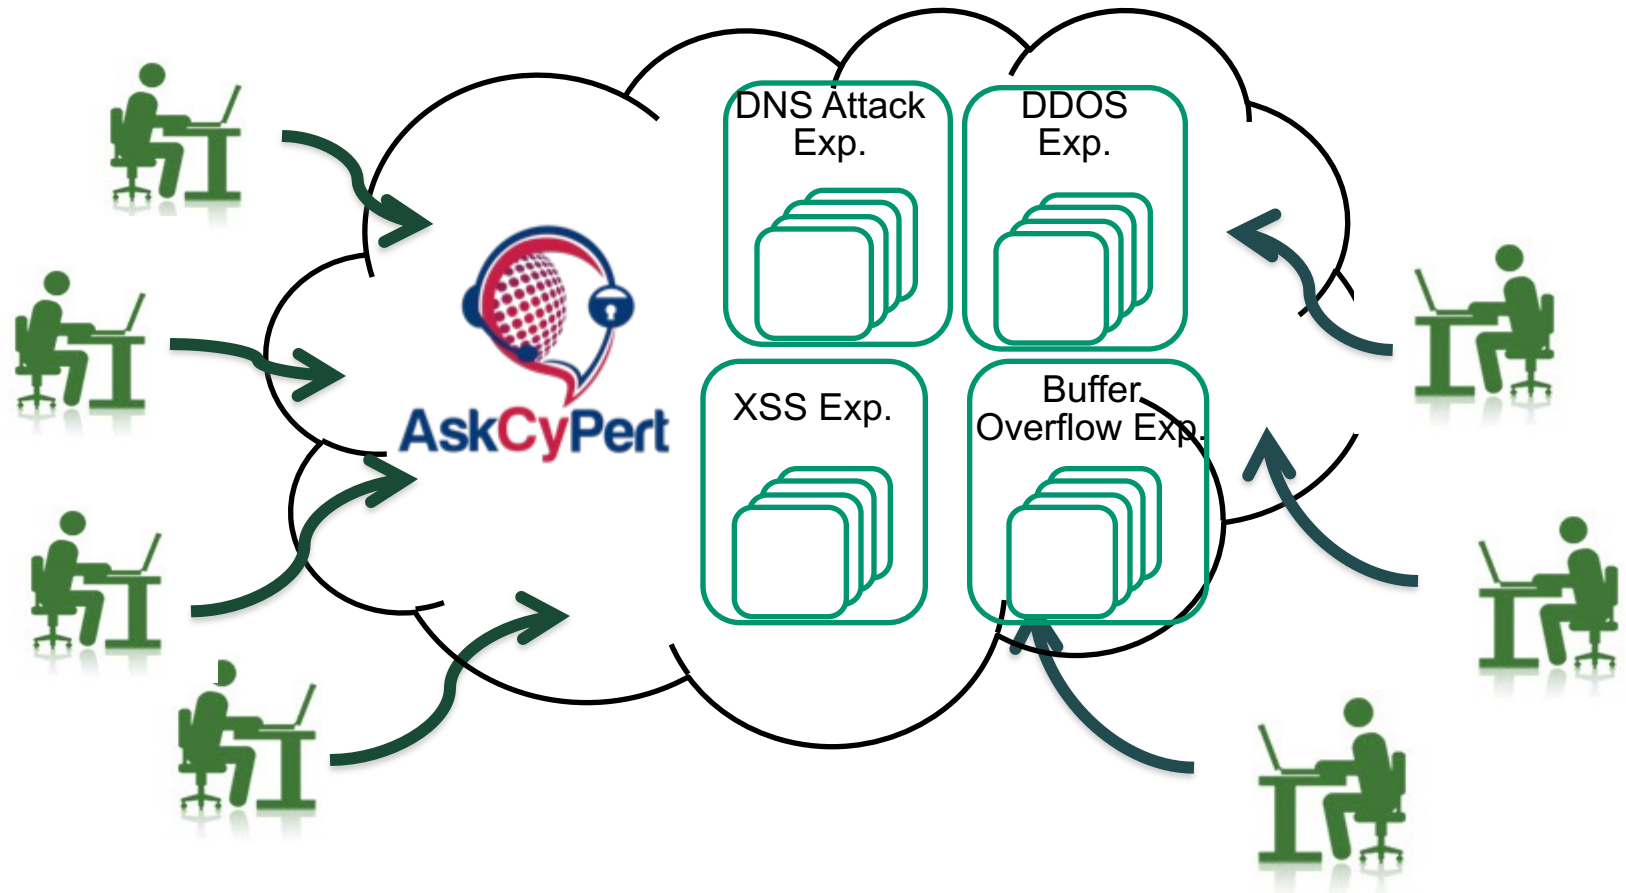 DNS Attack
Exp.
DDOS
Exp.
AskCyPert
XSS Exp.
Buffer
Overflow Exp.